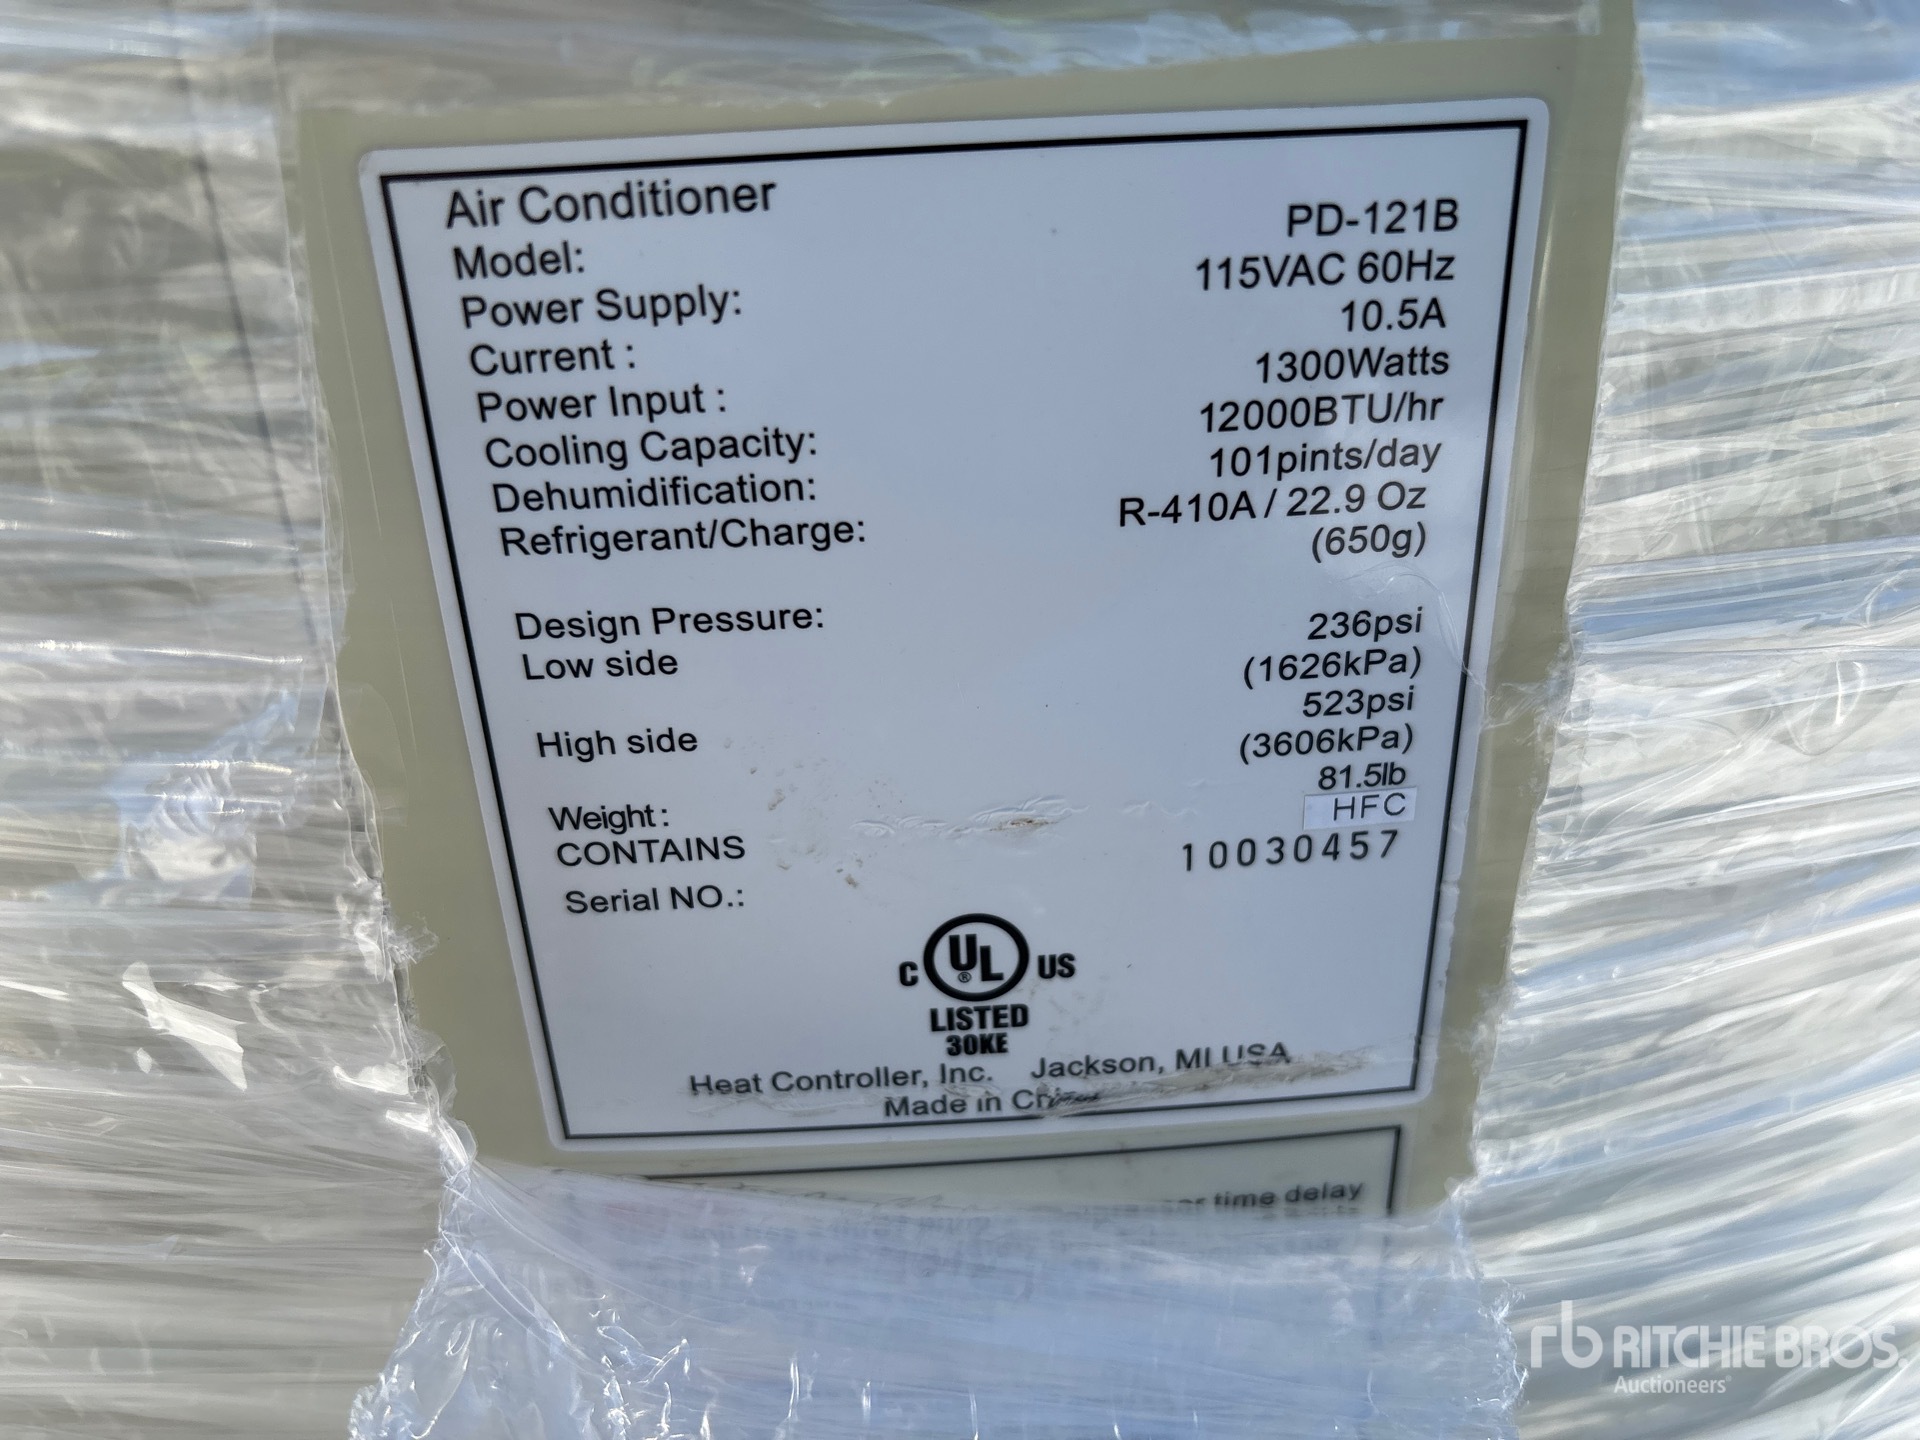 Air Conditioner
Model: PD-121B
Power Supply: 115VAC 60Hz
Current : 10.5A
Power Input : 1300Watts
Cooling Capacity: 12000BTU/hr
Dehumidification: 101pints/day
Refrigerant/Charge: R-410A / 22.9 Oz
(650g)
Design Pressure:
Low side 236psi
(1626kPa)
High side 523psi
(3606kPa)
Weight: 81.5lb
CONTAINS HFC
Serial NO.: 10030457
C UL ® US
LISTED
30KE
Heat Controller, Inc. Jackson, MI USA
Made in
time delay
rb RITCHIE BROS.
Auctioneers